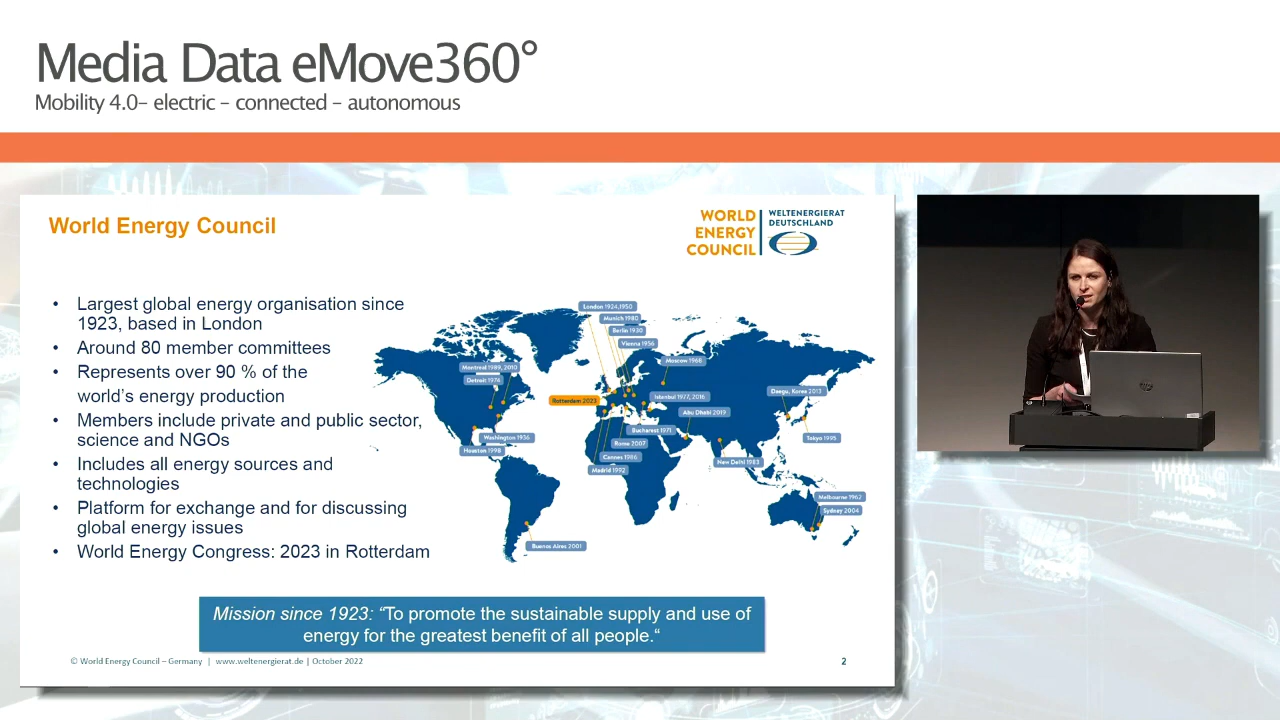 Media Data eMove360°
Mobility 4.0– electric – connected – autonomous
World Energy Council
WORLD
ENERGY
COUNCIL
WELTENERGIERAT
DEUTSCHLAND
• Largest global energy organisation since
1923, based in London
• Around 80 member committees
• Represents over 90 % of the
world's energy production
• Members include private and public sector,
science and NGOs
• Includes all energy sources and
technologies
• Platform for exchange and for discussing
global energy issues
• World Energy Congress: 2023 in Rotterdam
London 1924,1950
Munich 1980
Berlin 1930
Vienna 1956
Moscow 1968
Montreal 1989, 2010
Detroit 1974
Rotterdam 2023
Istanbul 1977, 2016
Abu Dhabi 2019
Daegu, Korea 2013
Bucharest 1971
Washington 1936
Houston 1998
Rome 2007
Cannes 1986
Madrid 1992
New Delhi 1983
Tokyo 1995
Melbourne 1962
Sydney 2004
Buenos Aires 2001
Mission since 1923: “To promote the sustainable supply and use of
energy for the greatest benefit of all people.“
© World Energy Council – Germany | www.weltenergierat.de | October 2022
2